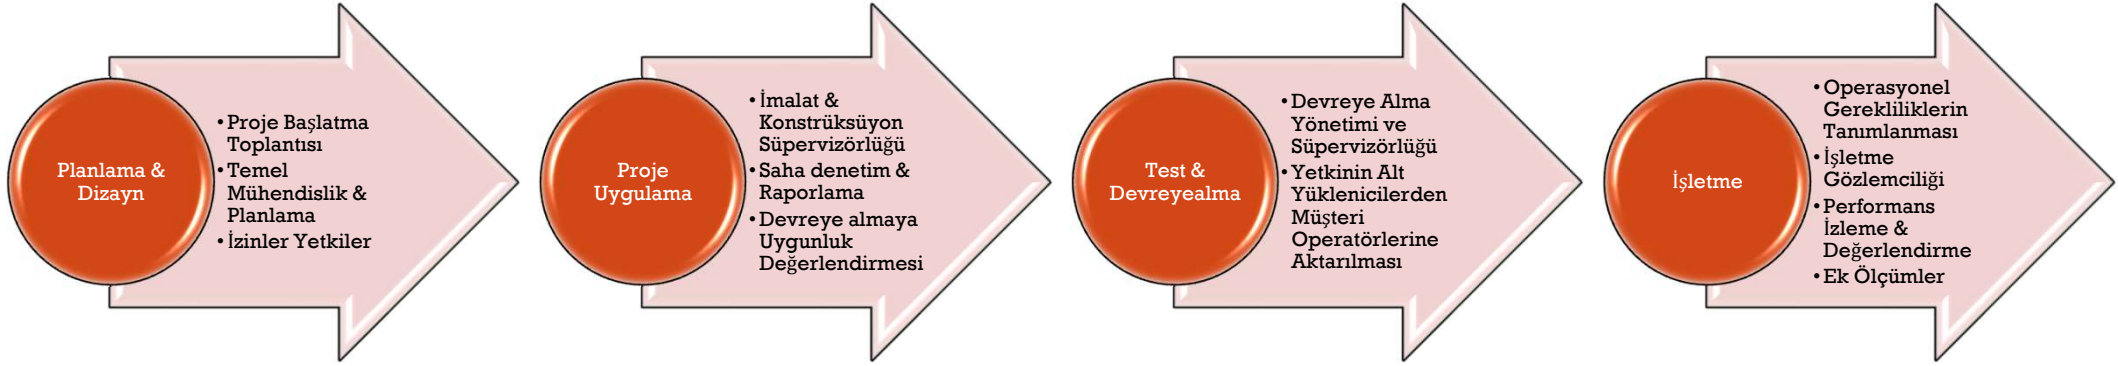 Planlama &
Dizayn
• Proje Başlatma
Toplantısı
• Temel
Mühendislik &
Planlama
• İzinler Yetkiler
Proje
Uygulama
• İmalat &
Konstrüksüyon
Süpervizörlüğü
• Saha denetim &
Raporlama
• Devreye almaya
Uygunluk
Değerlendirmesi
Test &
Devreyealma
• Devreye Alma
Yönetimi ve
Süpervizörlüğü
• Yetkinin Alt
Yüklenicilerden
Müşteri
Operatörlerine
Aktarılması
İşletme
• Operasyonel
Gerekliliklerin
Tanımlanması
• İşletme
Gözlemciliği
• Performans
İzleme &
Değerlendirme
• Ek Ölçümler